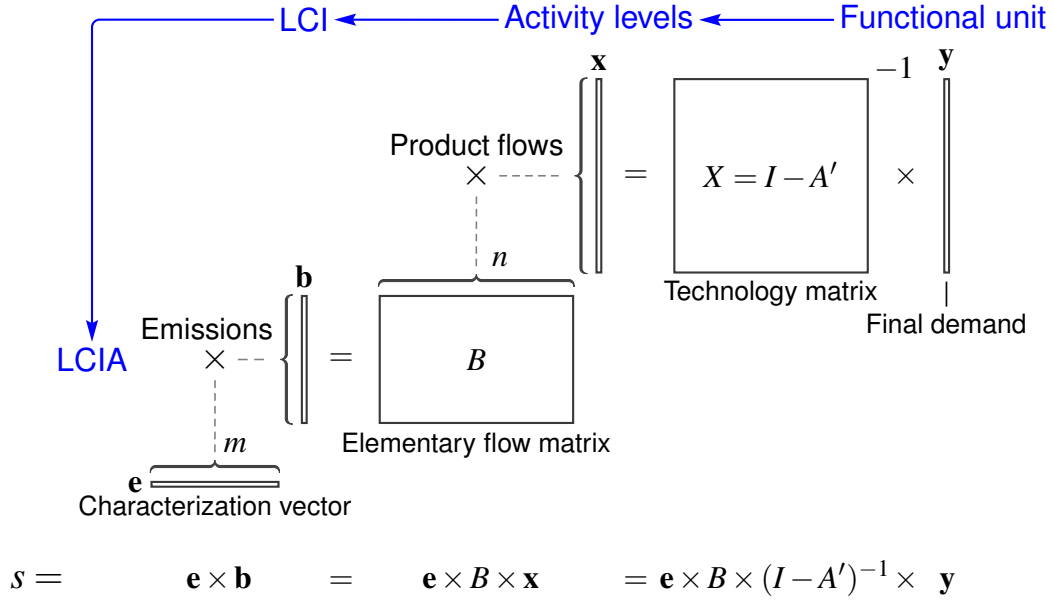 LCI Activity levels Functional unit
x −1 y
Product flows
× = X = I − A′ ×
n
b Technology matrix
Emissions Final demand
LCIA × = B
m Elementary flow matrix
e
Characterization vector
s = e × b = e × B × x = e × B × (I − A′)⁻¹ × y